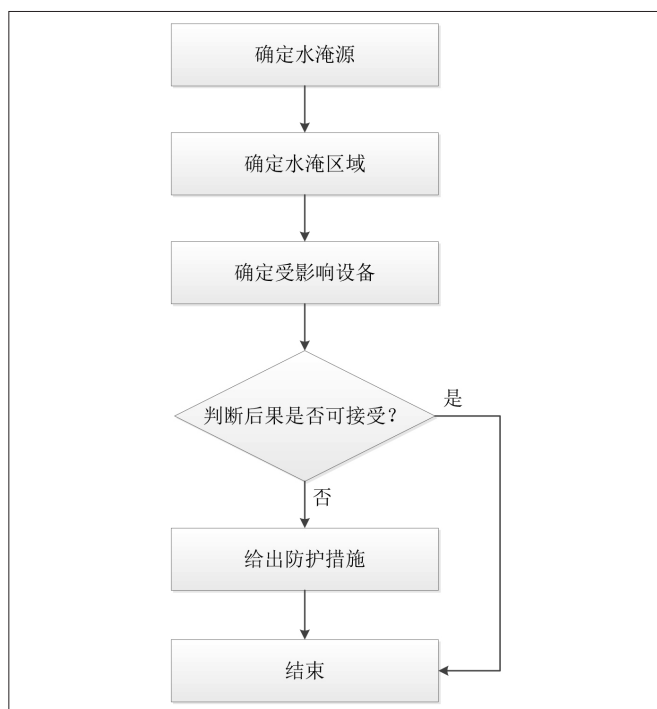 确定水淹源
确定水淹区域
确定受影响设备
判断后果是否可接受？
是
否
给出防护措施
结束